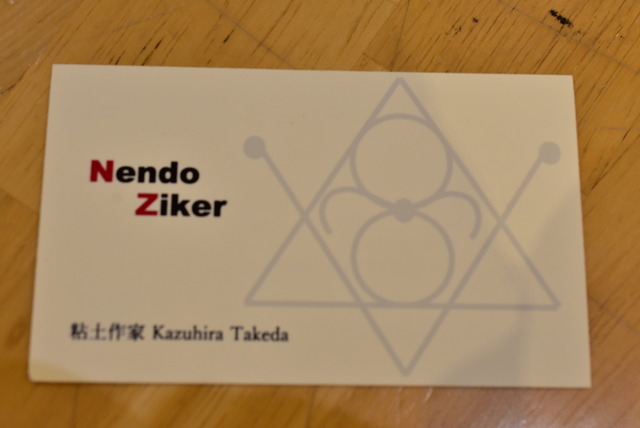 Nendo
Ziker
粘土作家 Kazuhira Takeda